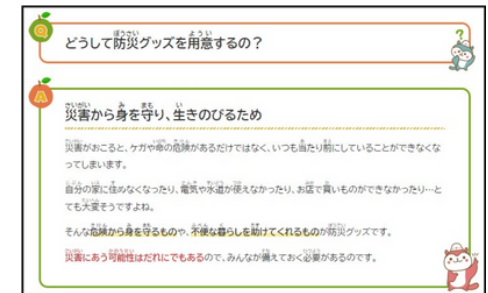 Q
どうして防災グッズを用意するの？
?
A
災害から身を守り、生きのびるため
災害がおこると、ケガや命の危険があるだけではなく、いつも当たり前にしていることができなくな
ってしまいます。
自分の家に住めなくなったり、電気や水道が使えなかったり、お店で買いものができなかったり…と
ても大変そうですよね。
そんな危険から身を守るものや、不便な暮らしを助けてくれるものが防災グッズです。
災害にあう可能性はだれにでもあるので、みんなが備えておく必要があるのです。